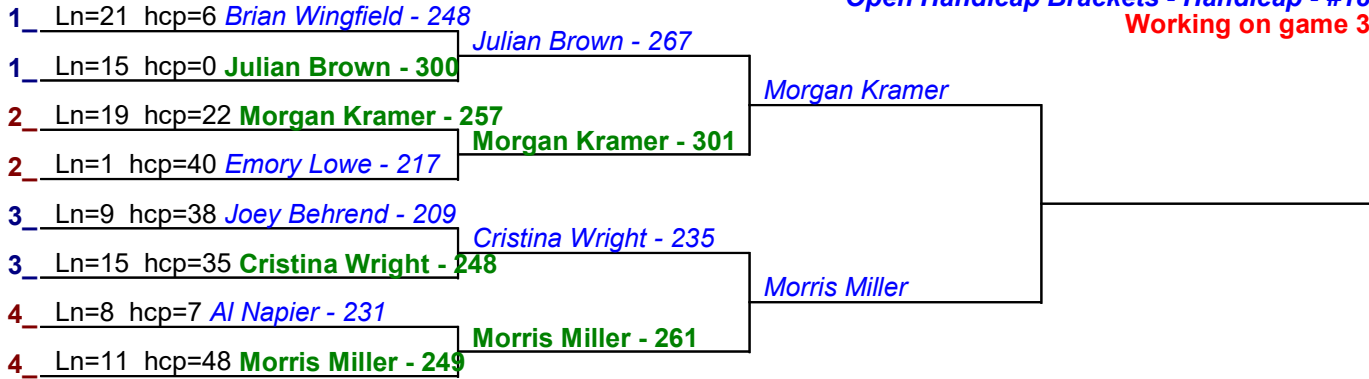 Open Handicap Brackets - Handicap -
Working on game 3
1_ Ln=21 hcp=6 Brian Wingfield - 248
Julian Brown - 267
1_ Ln=15 hcp=0 Julian Brown - 300
Morgan Kramer
2_ Ln=19 hcp=22 Morgan Kramer - 257
Morgan Kramer - 301
2_ Ln=1 hcp=40 Emory Lowe - 217
3_ Ln=9 hcp=38 Joey Behrend - 209
Cristina Wright - 235
3_ Ln=15 hcp=35 Cristina Wright - 248
Morris Miller
4_ Ln=8 hcp=7 Al Napier - 231
Morris Miller - 261
4_ Ln=11 hcp=48 Morris Miller - 249